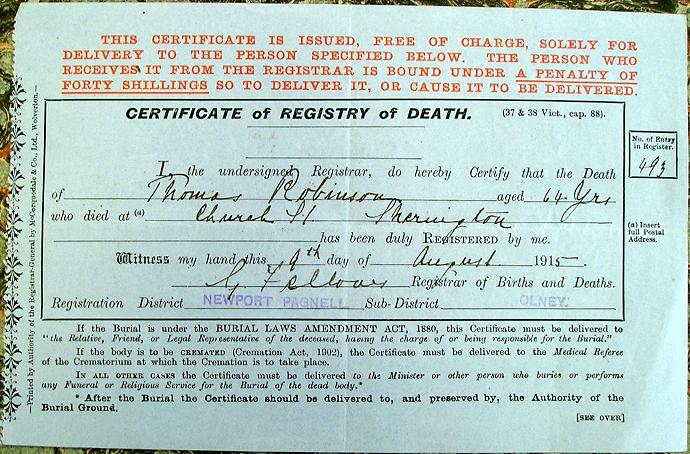 THIS CERTIFICATE IS ISSUED, FREE OF CHARGE, SOLELY FOR
DELIVERY TO THE PERSON SPECIFIED BELOW. THE PERSON WHO
RECEIVES IT FROM THE REGISTRAR IS BOUND UNDER A PENALTY OF
FORTY SHILLINGS SO TO DELIVER IT, OR CAUSE IT TO BE DELIVERED.
CERTIFICATE of REGISTRY of DEATH. (37 & 38 Vict., cap. 88).
No. of Entry
in Register.
493
I, the undersigned Registrar, do hereby Certify that the Death
of Thomas Robinson aged 64 Yrs
who died at (a) Church St Sherington
(a) Insert
full Postal
Address.
has been duly REGISTERED by me.
Witness my hand this 9th day of August 1915.
G. Fellows Registrar of Births and Deaths.
Registration District NEWPORT PAGNELL Sub-District OLNEY.
If the Burial is under the BURIAL LAWS AMENDMENT ACT, 1880, this Certificate must be delivered to
"the Relative, Friend, or Legal Representative of the deceased, having the charge of or being responsible for the Burial."
If the body is to be CREMATED (Cremation Act, 1902), the Certificate must be delivered to the Medical Referee
of the Crematorium at which the Cremation is to take place.
IN ALL OTHER CASES the Certificate must be delivered to the Minister or other person who buries or performs
any Funeral or Religious Service for the Burial of the dead body.*
* After the Burial the Certificate should be delivered to, and preserved by, the Authority of the
Burial Ground.
[SEE OVER]
—Printed by Authority of the Registrar-General by McCorquodale & Co., Ltd., Wolverton.—